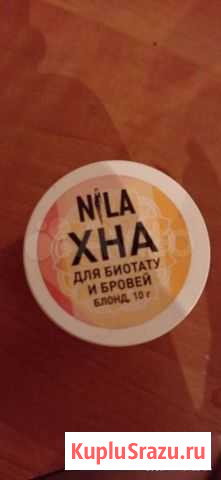 NILA
ХНА
ДЛЯ БИОТАТУ
И БРОВЕЙ
БЛОНД, 10 г
KupluSrazu.ru